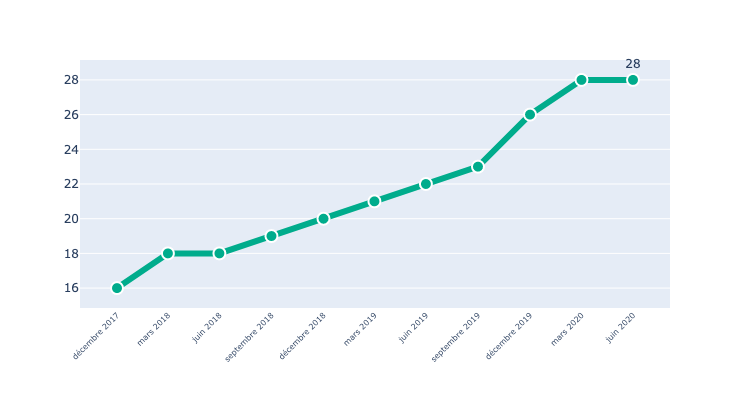 28
28
26
24
22
20
18
16
décembre 2017
mars 2018
juin 2018
septembre 2018
décembre 2018
mars 2019
juin 2019
septembre 2019
décembre 2019
mars 2020
juin 2020